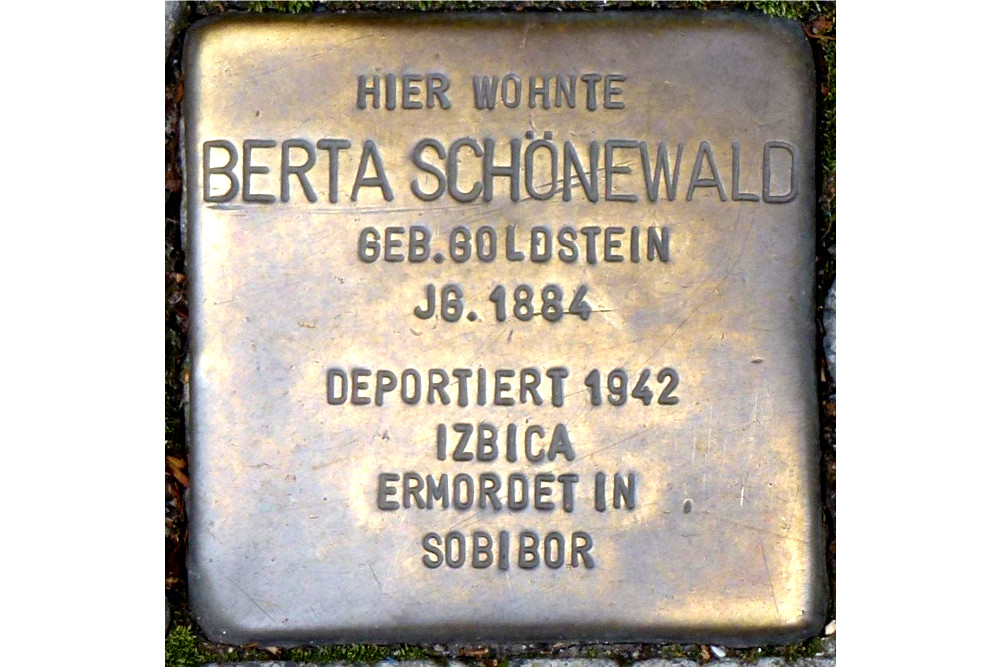 HIER WOHNTE
BERTA SCHÖNEWALD
GEB. GOLDSTEIN
JG. 1884
DEPORTIERT 1942
IZBICA
ERMORDET IN
SOBIBOR